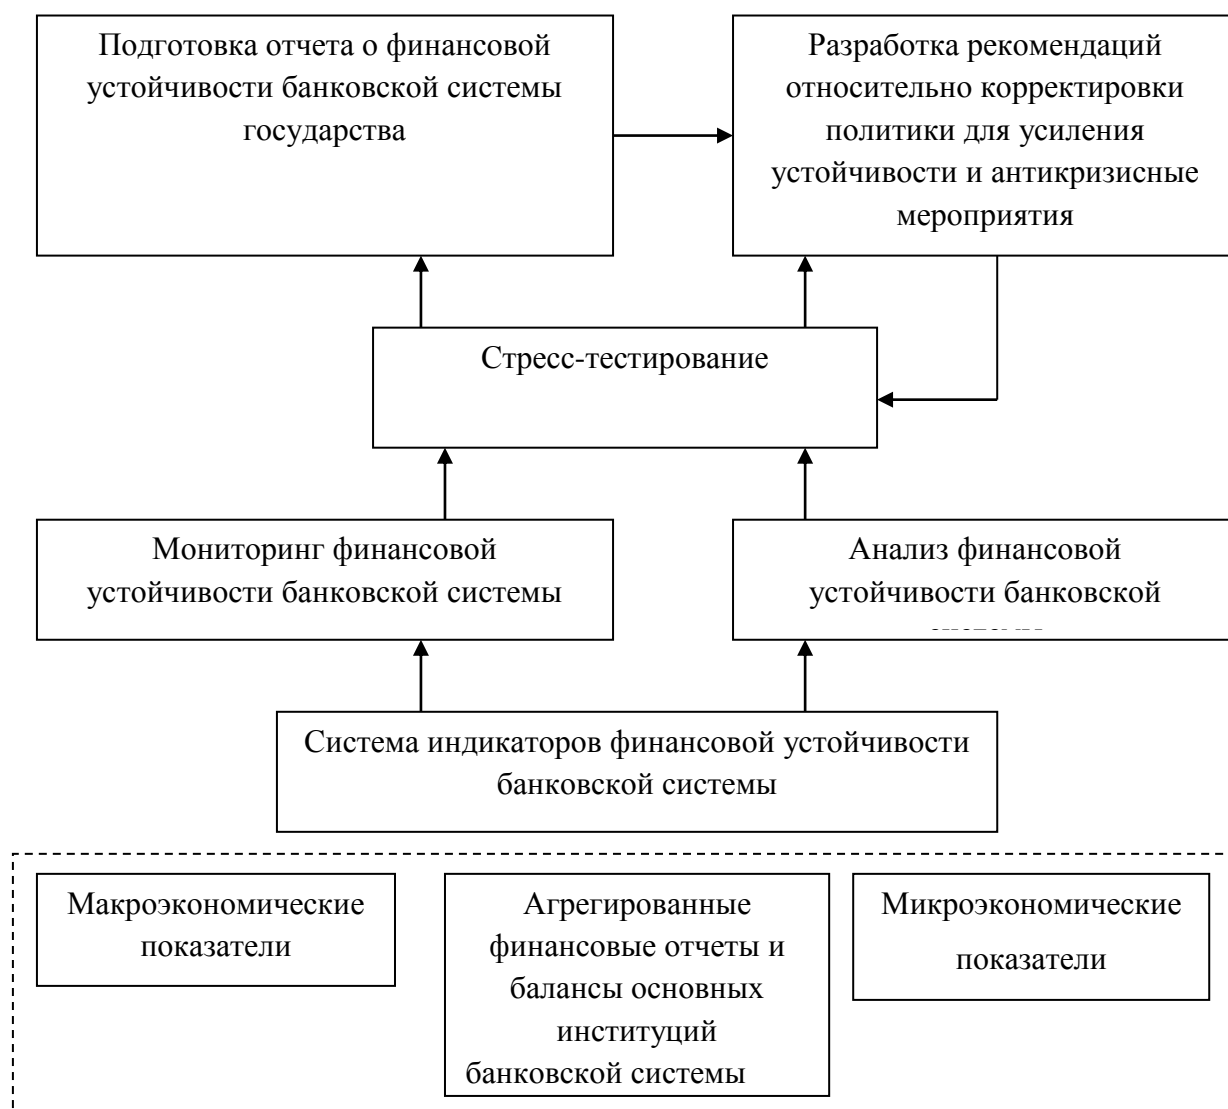 Подготовка отчета о финансовой
устойчивости банковской системы
государства
Разработка рекомендаций
относительно корректировки
политики для усиления
устойчивости и антикризисные
мероприятия
Стресс-тестирование
Мониторинг финансовой
устойчивости банковской системы
Анализ финансовой
устойчивости банковской
Система индикаторов финансовой устойчивости
банковской системы
Макроэкономические
показатели
Агрегированные
финансовые отчеты и
балансы основных
институций
банковской системы
Микроэкономические
показатели